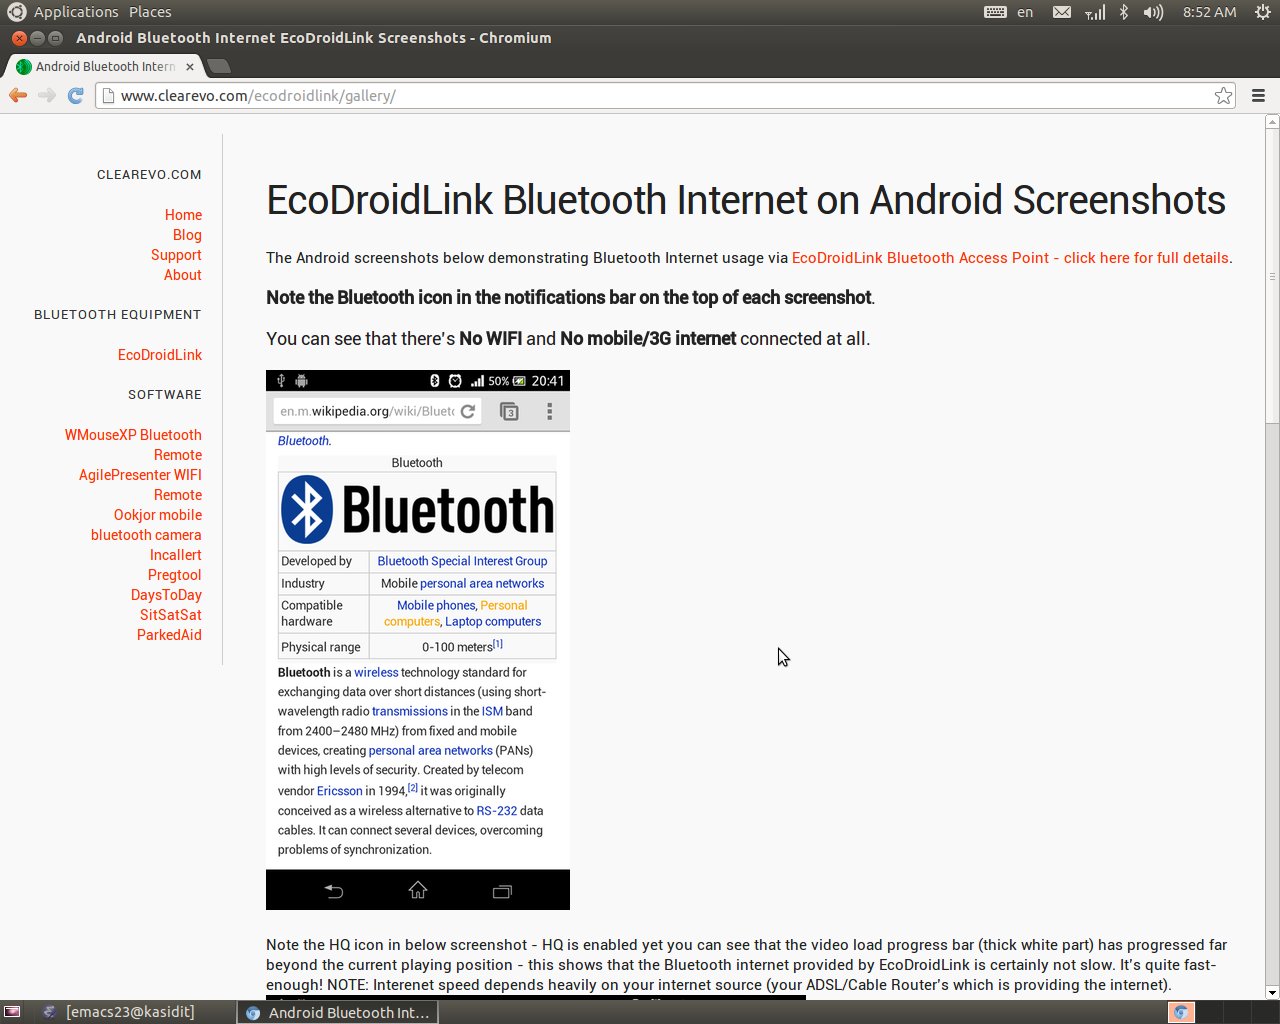 Applications Places en 8:52 AM
Android Bluetooth Internet EcoDroidLink Screenshots - Chromium
Android Bluetooth Intern
www.clearevo.com/ecodroidlink/gallery/
CLEAREVO.COM
Home
Blog
Support
About
BLUETOOTH EQUIPMENT
EcoDroidLink
SOFTWARE
WMouseXP Bluetooth
Remote
AgilePresenter WIFI
Remote
Ookjor mobile
bluetooth camera
Incallert
Pregtool
DaysToDay
SitSatSat
ParkedAid
EcoDroidLink Bluetooth Internet on Android Screenshots
The Android screenshots below demonstrating Bluetooth Internet usage via EcoDroidLink Bluetooth Access Point - click here for full details.
Note the Bluetooth icon in the notifications bar on the top of each screenshot.
You can see that there's No WIFI and No mobile/3G internet connected at all.
50% 20:41
en.m.wikipedia.org/wiki/Blueto 3
Bluetooth.
Bluetooth
Bluetooth
Developed by Bluetooth Special Interest Group
Industry Mobile personal area networks
Compatible hardware Mobile phones, Personal
computers, Laptop computers
Physical range 0-100 meters[1]
Bluetooth is a wireless technology standard for
exchanging data over short distances (using short-
wavelength radio transmissions in the ISM band
from 2400–2480 MHz) from fixed and mobile
devices, creating personal area networks (PANs)
with high levels of security. Created by telecom
vendor Ericsson in 1994,[2] it was originally
conceived as a wireless alternative to RS-232 data
cables. It can connect several devices, overcoming
problems of synchronization.
Note the HQ icon in below screenshot - HQ is enabled yet you can see that the video load progress bar (thick white part) has progressed far
beyond the current playing position - this shows that the Bluetooth internet provided by EcoDroidLink is certainly not slow. It's quite fast-
enough! NOTE: Interenet speed depends heavily on your internet source (your ADSL/Cable Router's which is providing the internet).
[emacs23@kasidit] Android Bluetooth Int...